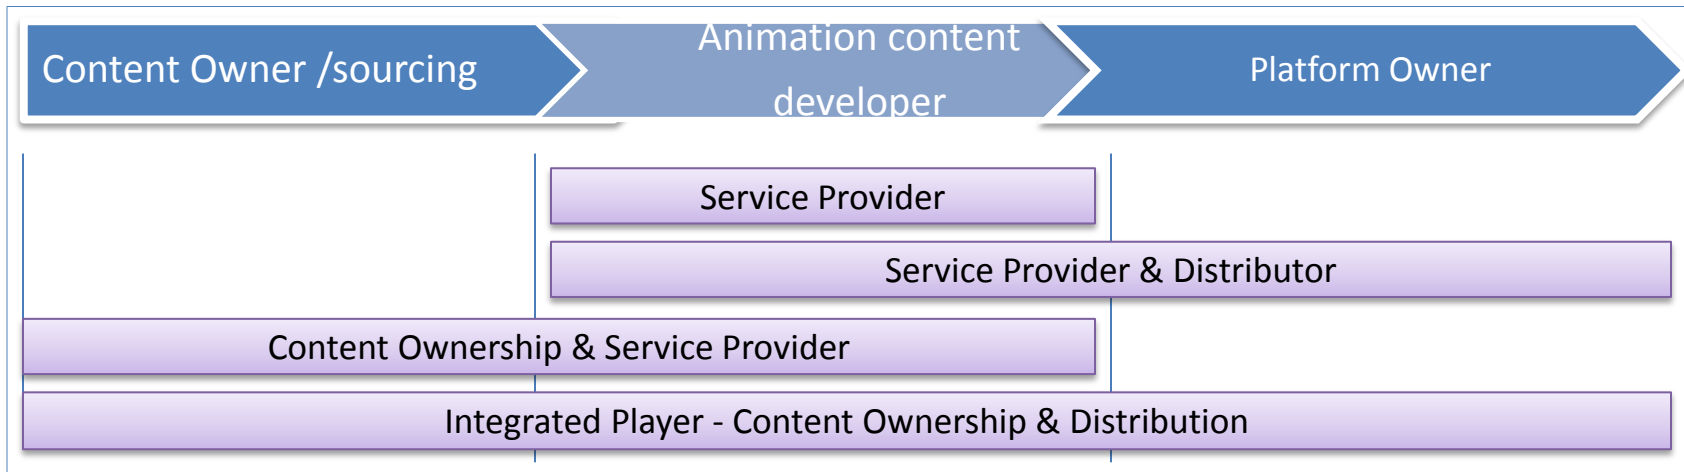 Content Owner /sourcing
Animation content
developer
Platform Owner
Service Provider
Service Provider & Distributor
Content Ownership & Service Provider
Integrated Player - Content Ownership & Distribution